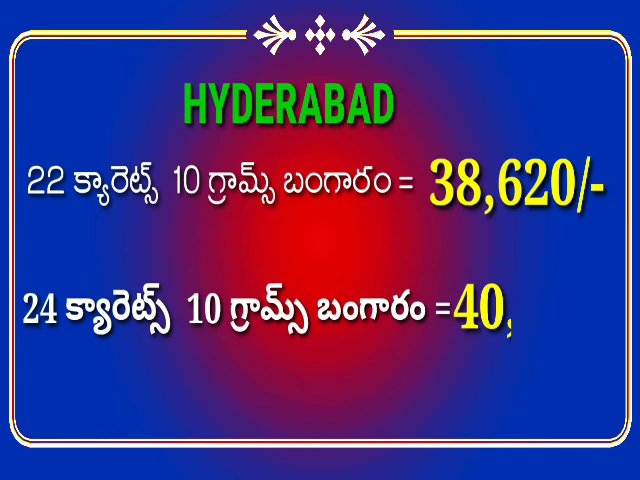 HYDERABAD
22 క్యారెట్స్ 10 గ్రామ్స్ బంగారం = 38,620/-
24 క్యారెట్స్ 10 గ్రామ్స్ బంగారం =40,